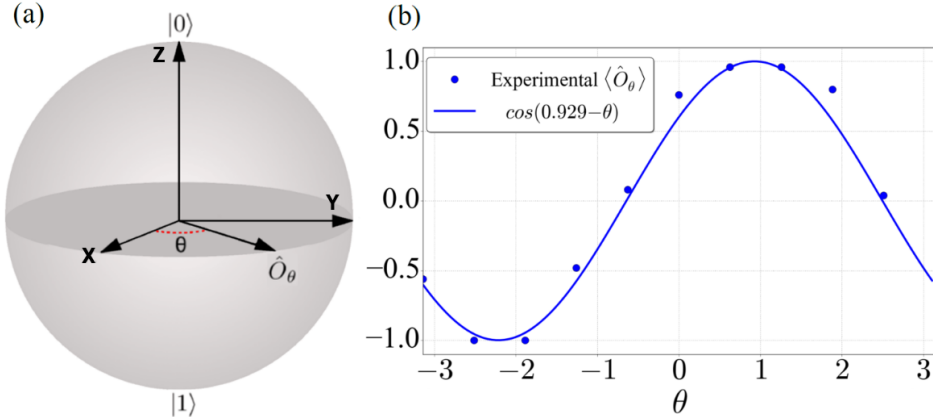 (a)
|0⟩
Z
Y
X
θ
Ô_θ
|1⟩
(b)
1.0
0.5
0.0
−0.5
−1.0
Experimental ⟨Ô_θ⟩
cos(0.929−θ)
−3 −2 −1 0 1 2 3
θ